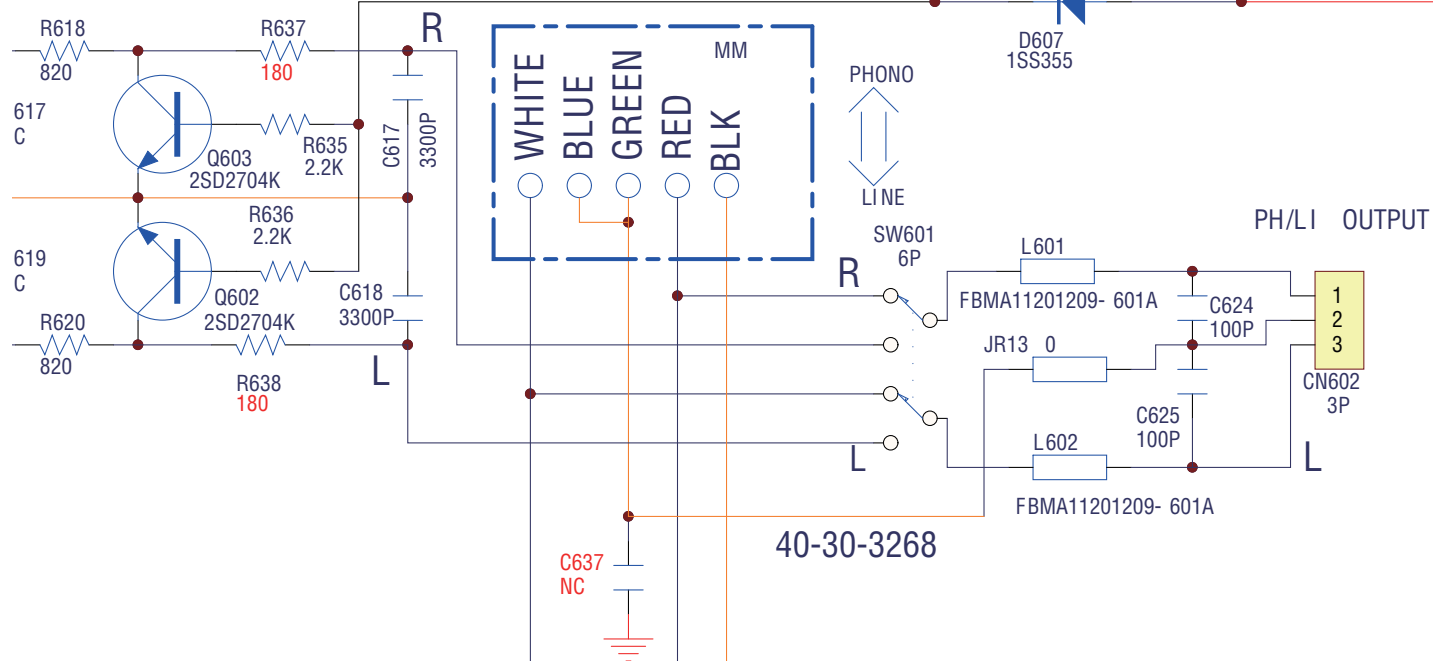 R618
820
R637
180
R
617
C
Q603
2SD2704K
R635
2.2K
C617
3300P
R636
2.2K
619
C
Q602
2SD2704K
C618
3300P
R620
820
R638
180
L
MM
WHITE
BLUE
GREEN
RED
BLK
D607
1SS355
PHONO
LINE
SW601
6P
R
L
L601
FBMA11201209- 601A
JR13 0
L602
FBMA11201209- 601A
C624
100P
C625
100P
PH/LI OUTPUT
1
2
3
CN602
3P
L
C637
NC
40-30-3268